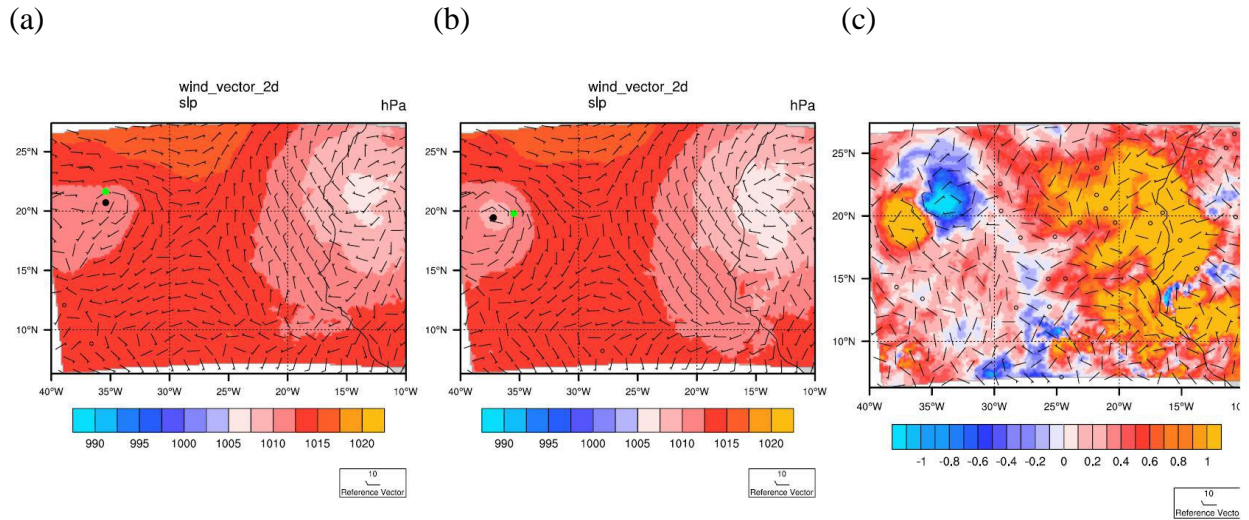 (a)
(b)
(c)
wind_vector_2d
slp
hPa
25°N
20°N
15°N
10°N
40°W 35°W 30°W 25°W 20°W 15°W 10°W
990 995 1000 1005 1010 1015 1020
10
Reference Vector
wind_vector_2d
slp
hPa
25°N
20°N
15°N
10°N
40°W 35°W 30°W 25°W 20°W 15°W 10°W
990 995 1000 1005 1010 1015 1020
10
Reference Vector
25°N
20°N
15°N
10°N
40°W 35°W 30°W 25°W 20°W 15°W 10
-1 -0.8 -0.6 -0.4 -0.2 0 0.2 0.4 0.6 0.8 1
10
Reference Vecto